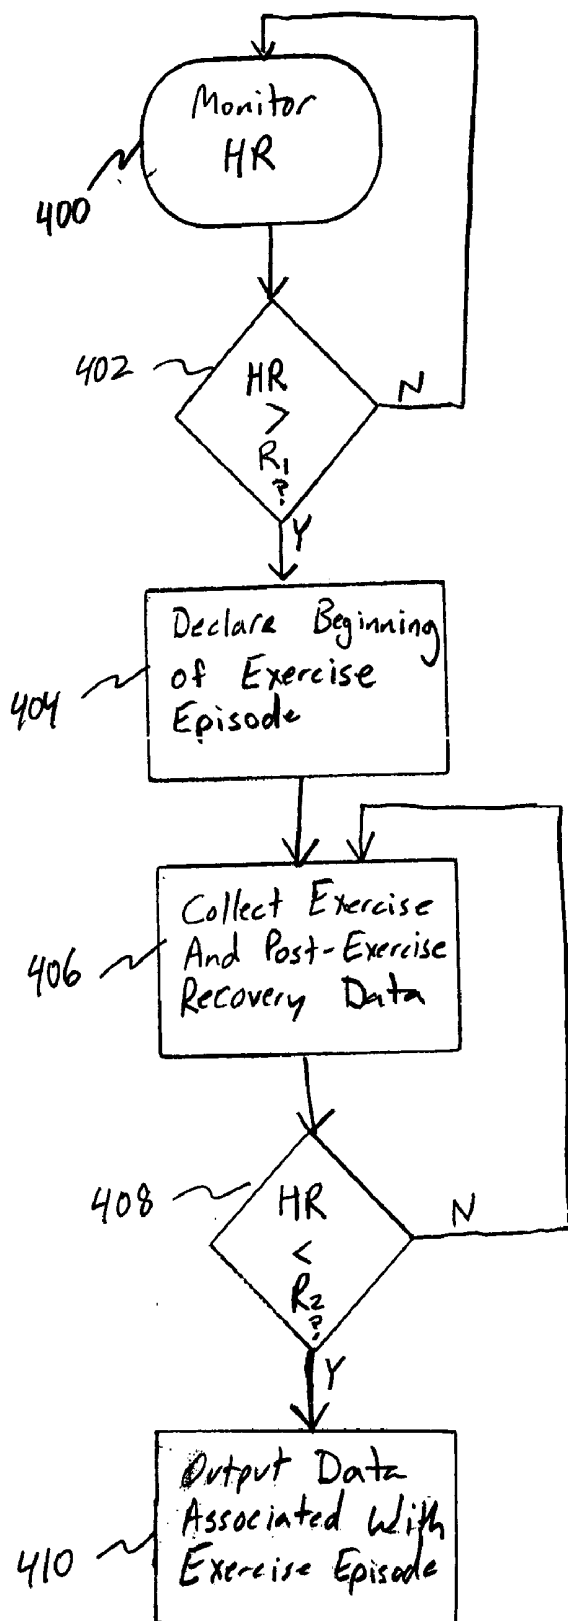 Monitor
HR
400
402
HR
>
R₁
?
N
Y
Declare Beginning
of Exercise
Episode
404
Collect Exercise
And Post-Exercise
Recovery Data
406
408
HR
<
R₂
?
N
Y
Output Data
Associated With
Exercise Episode
410